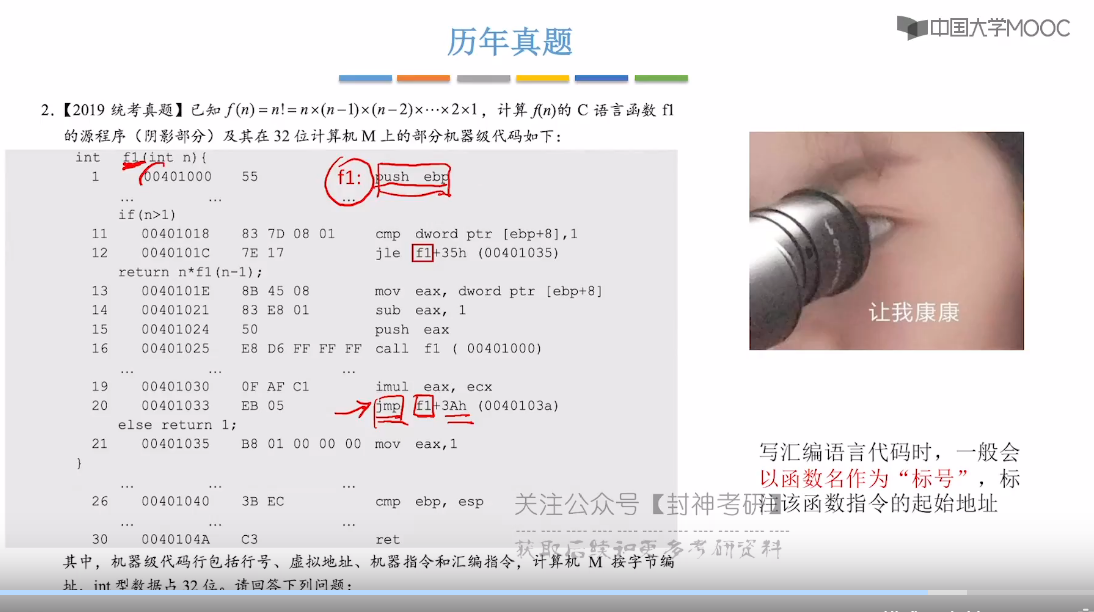 历年真题
中国大学MOOC
2.【2019 统考真题】已知 f(n)=n!=n×(n−1)×(n−2)×⋯×2×1，计算 f(n)的 C 语言函数 f1
的源程序（阴影部分）及其在 32 位计算机 M 上的部分机器级代码如下：
int f1(int n){
1 00401000 55 push ebp
f1:
... ... ...
if(n>1)
11 00401018 83 7D 08 01 cmp dword ptr [ebp+8],1
12 0040101C 7E 17 jle f1+35h (00401035)
return n*f1(n-1);
13 0040101E 8B 45 08 mov eax, dword ptr [ebp+8]
14 00401021 83 E8 01 sub eax, 1
15 00401024 50 push eax
16 00401025 E8 D6 FF FF FF call f1 ( 00401000)
... ... ...
19 00401030 0F AF C1 imul eax, ecx
20 00401033 EB 05 jmp f1+3Ah (0040103a)
else return 1;
21 00401035 B8 01 00 00 00 mov eax,1
}
... ... ...
26 00401040 3B EC cmp ebp, esp
... ... ...
30 0040104A C3 ret
其中，机器级代码行包括行号、虚拟地址、机器指令和汇编指令，计算机 M 按字节编
址，int 型数据占 32 位。请回答下列问题：
让我康康
写汇编语言代码时，一般会
以函数名作为“标号”，标
注该函数指令的起始地址
关注公众号【封神考研】
获取后续和更多考研资料